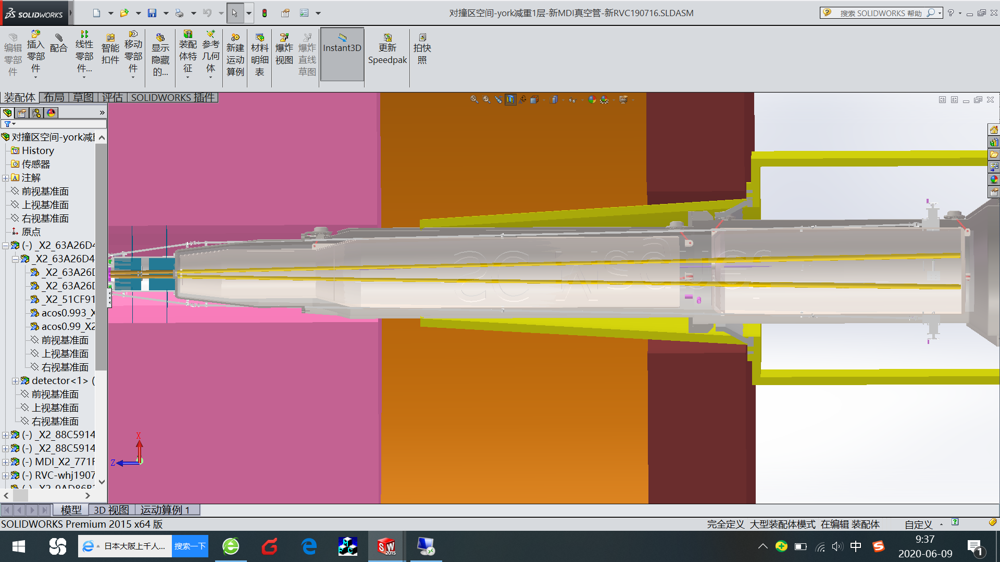 SOLIDWORKS
对撞区空间-york减重1层-新MDI真空管-新RVC190716.SLDASM
搜索 SOLIDWORKS 帮助
编辑零部件
插入零部件
配合
线性零部件...
智能扣件
移动零部件
显示隐藏的...
装配体特征
参考几何体
新建运动算例
材料明细表
爆炸视图
爆炸直线草图
Instant3D
更新 Speedpak
拍快照
装配体 布局 草图 评估 SOLIDWORKS 插件
对撞区空间-york减重
History
传感器
注解
前视基准面
上视基准面
右视基准面
原点
(-) _X2_63A26D4
_X2_63A26D4
_X2_63A26D
_X2_63A26D
_X2_51CF91
acos0.993_X
acos0.99_X2
前视基准面
上视基准面
右视基准面
detector<1> (
前视基准面
上视基准面
右视基准面
(-) _X2_88C5914
(-) _X2_88C5914
(-) MDI_X2_771F
(-) RVC-whj1907
X
Z
模型 3D 视图 运动算例 1
SOLIDWORKS Premium 2015 x64 版
完全定义 大型装配体模式 在编辑 装配体 自定义
日本大阪上千人... 搜索一下
SW 2015
中
9:37
2020-06-09
1